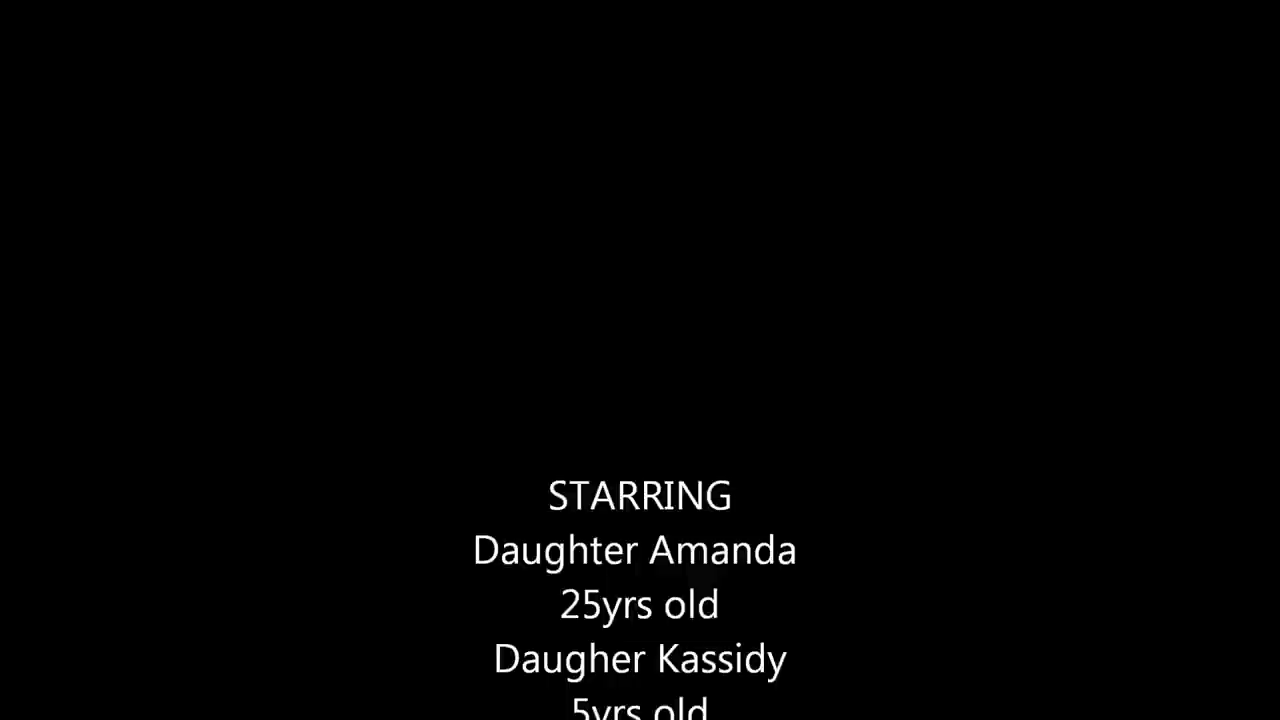 STARRING
Daughter Amanda
25yrs old
Daugher Kassidy
5yrs old